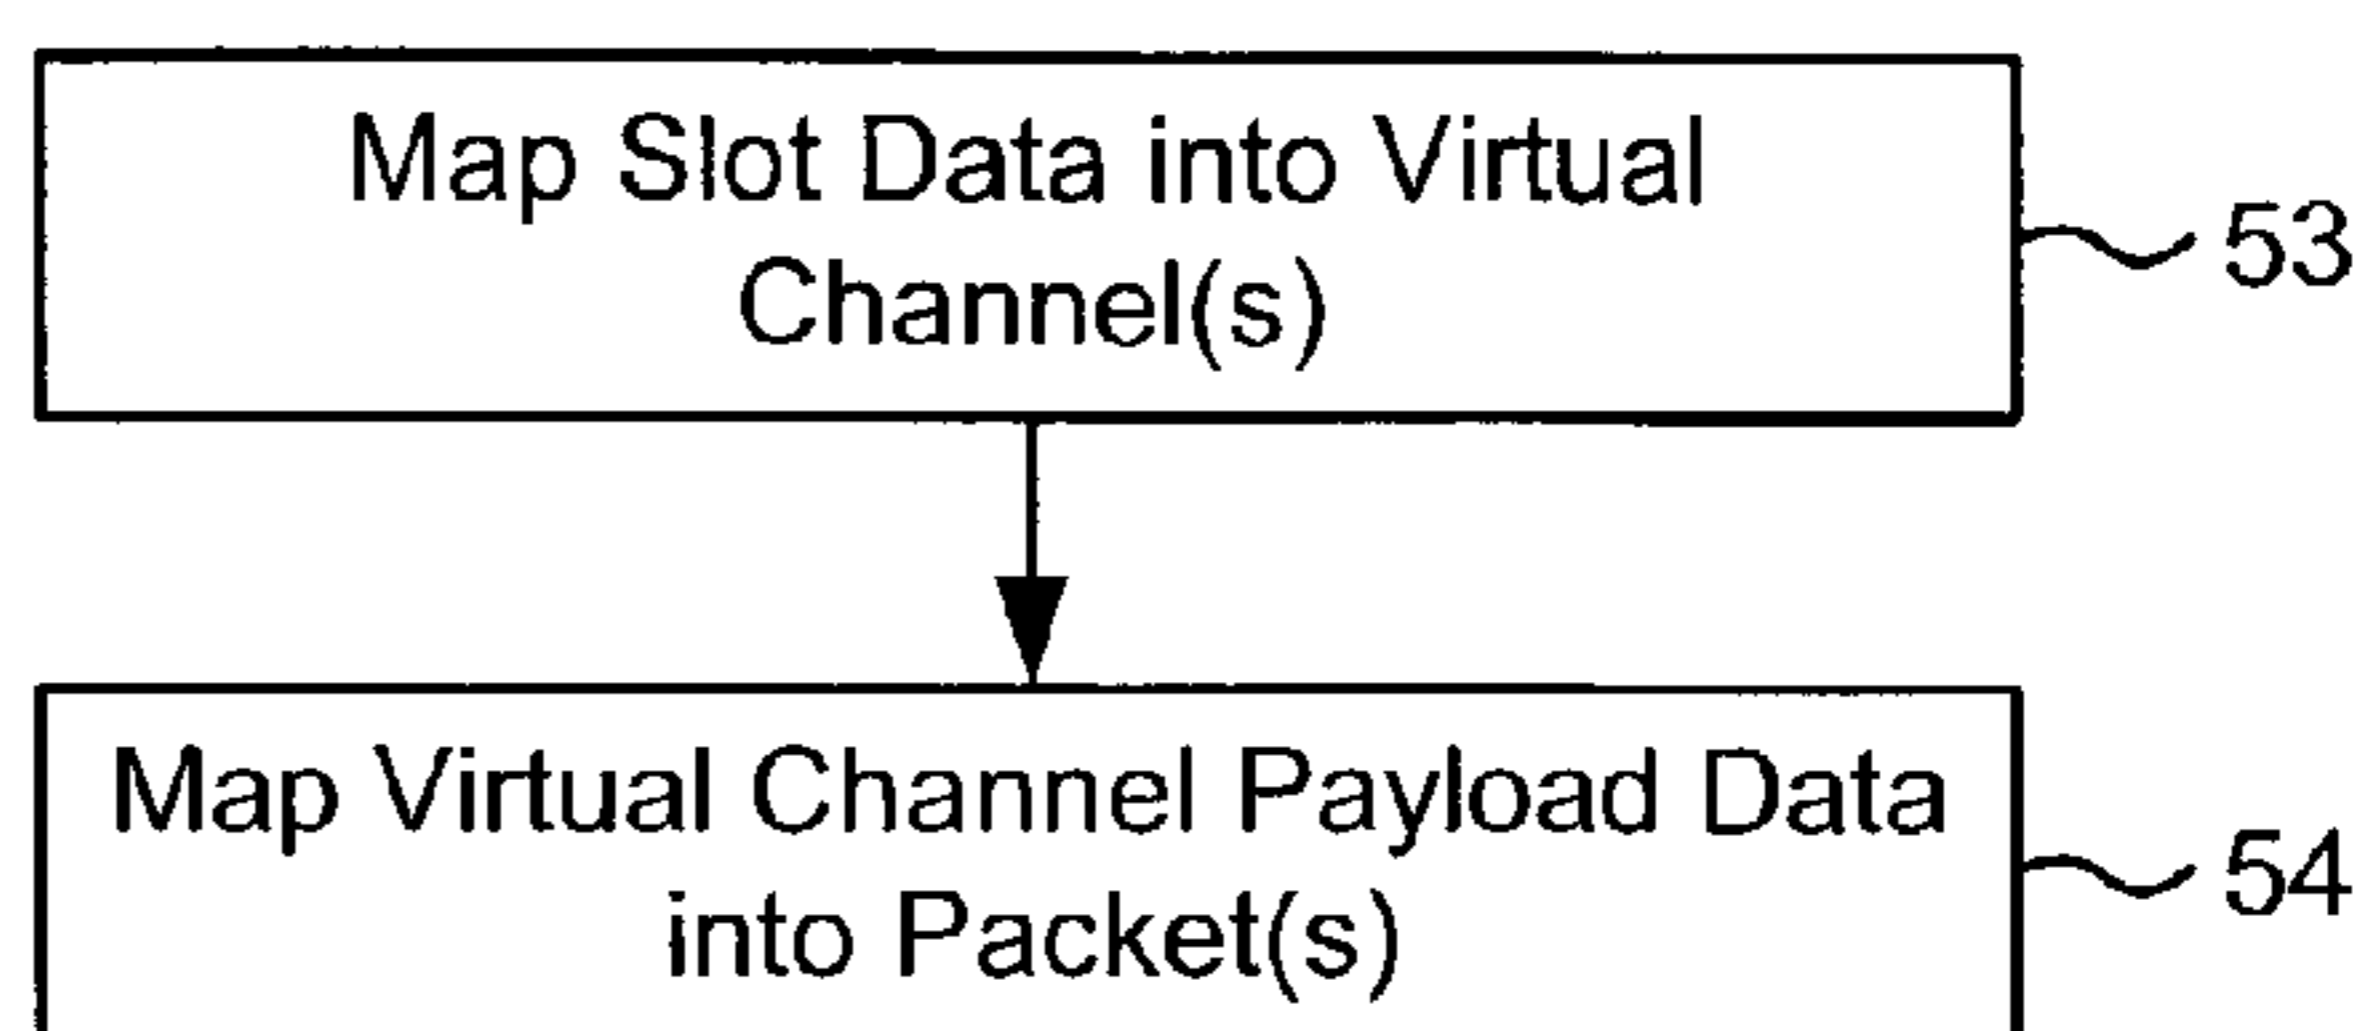 Map Slot Data into Virtual
Channel(s)
53
Map Virtual Channel Payload Data
into Packet(s)
54